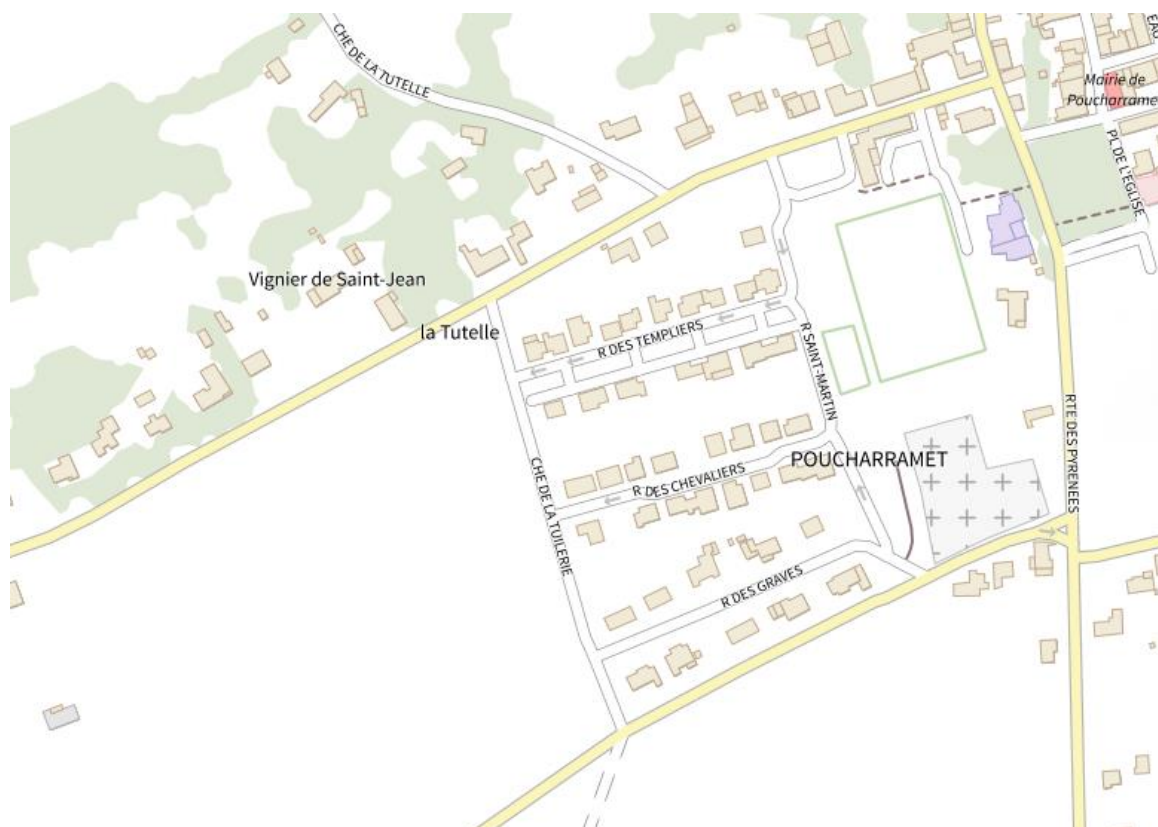 CHE DE LA TUTELLE
EAU
Mairie de
Poucharramet
PL DE L'EGLISE
Vignier de Saint-Jean
la Tutelle
R DES TEMPLIERS
R SAINT-MARTIN
RTE DES PYRENEES
POUCHARRAMET
R DES CHEVALIERS
CHE DE LA TUILERIE
R DES GRAVES